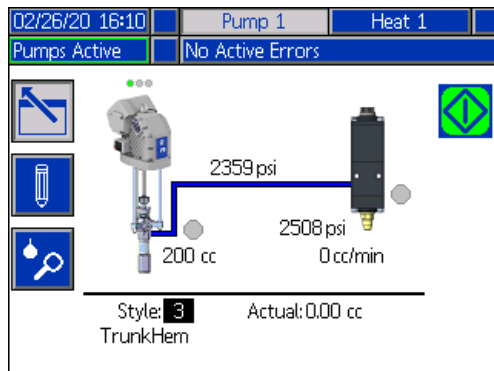 02/26/20 16:10 Pump 1 Heat 1
Pumps Active No Active Errors
2359 psi
2508 psi
200 cc 0 cc/min
Style: 3 Actual: 0.00 cc
TrunkHem